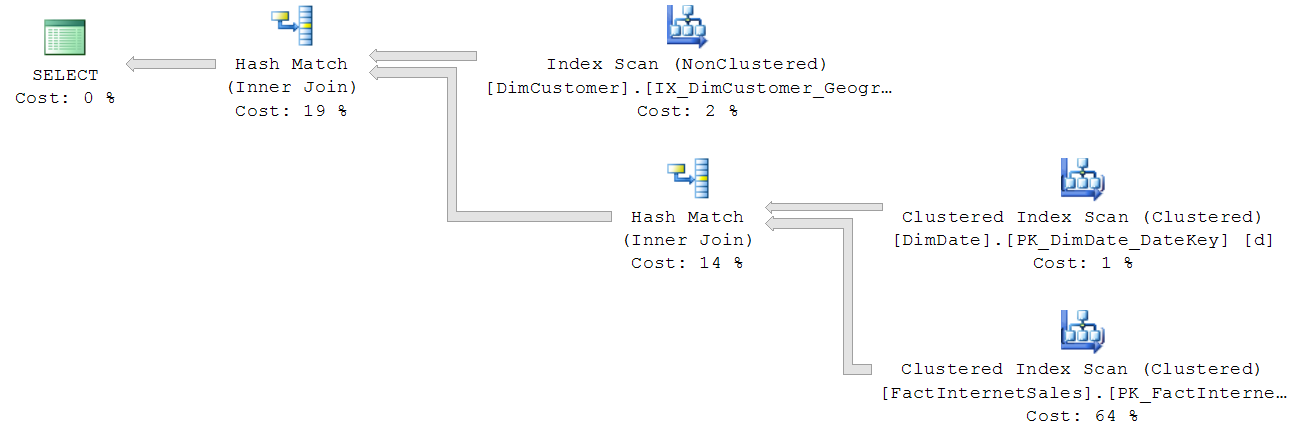 SELECT
Cost: 0 %
Hash Match
(Inner Join)
Cost: 19 %
Index Scan (NonClustered)
[DimCustomer].[IX_DimCustomer_Geogr…
Cost: 2 %
Hash Match
(Inner Join)
Cost: 14 %
Clustered Index Scan (Clustered)
[DimDate].[PK_DimDate_DateKey] [d]
Cost: 1 %
Clustered Index Scan (Clustered)
[FactInternetSales].[PK_FactInterne…
Cost: 64 %